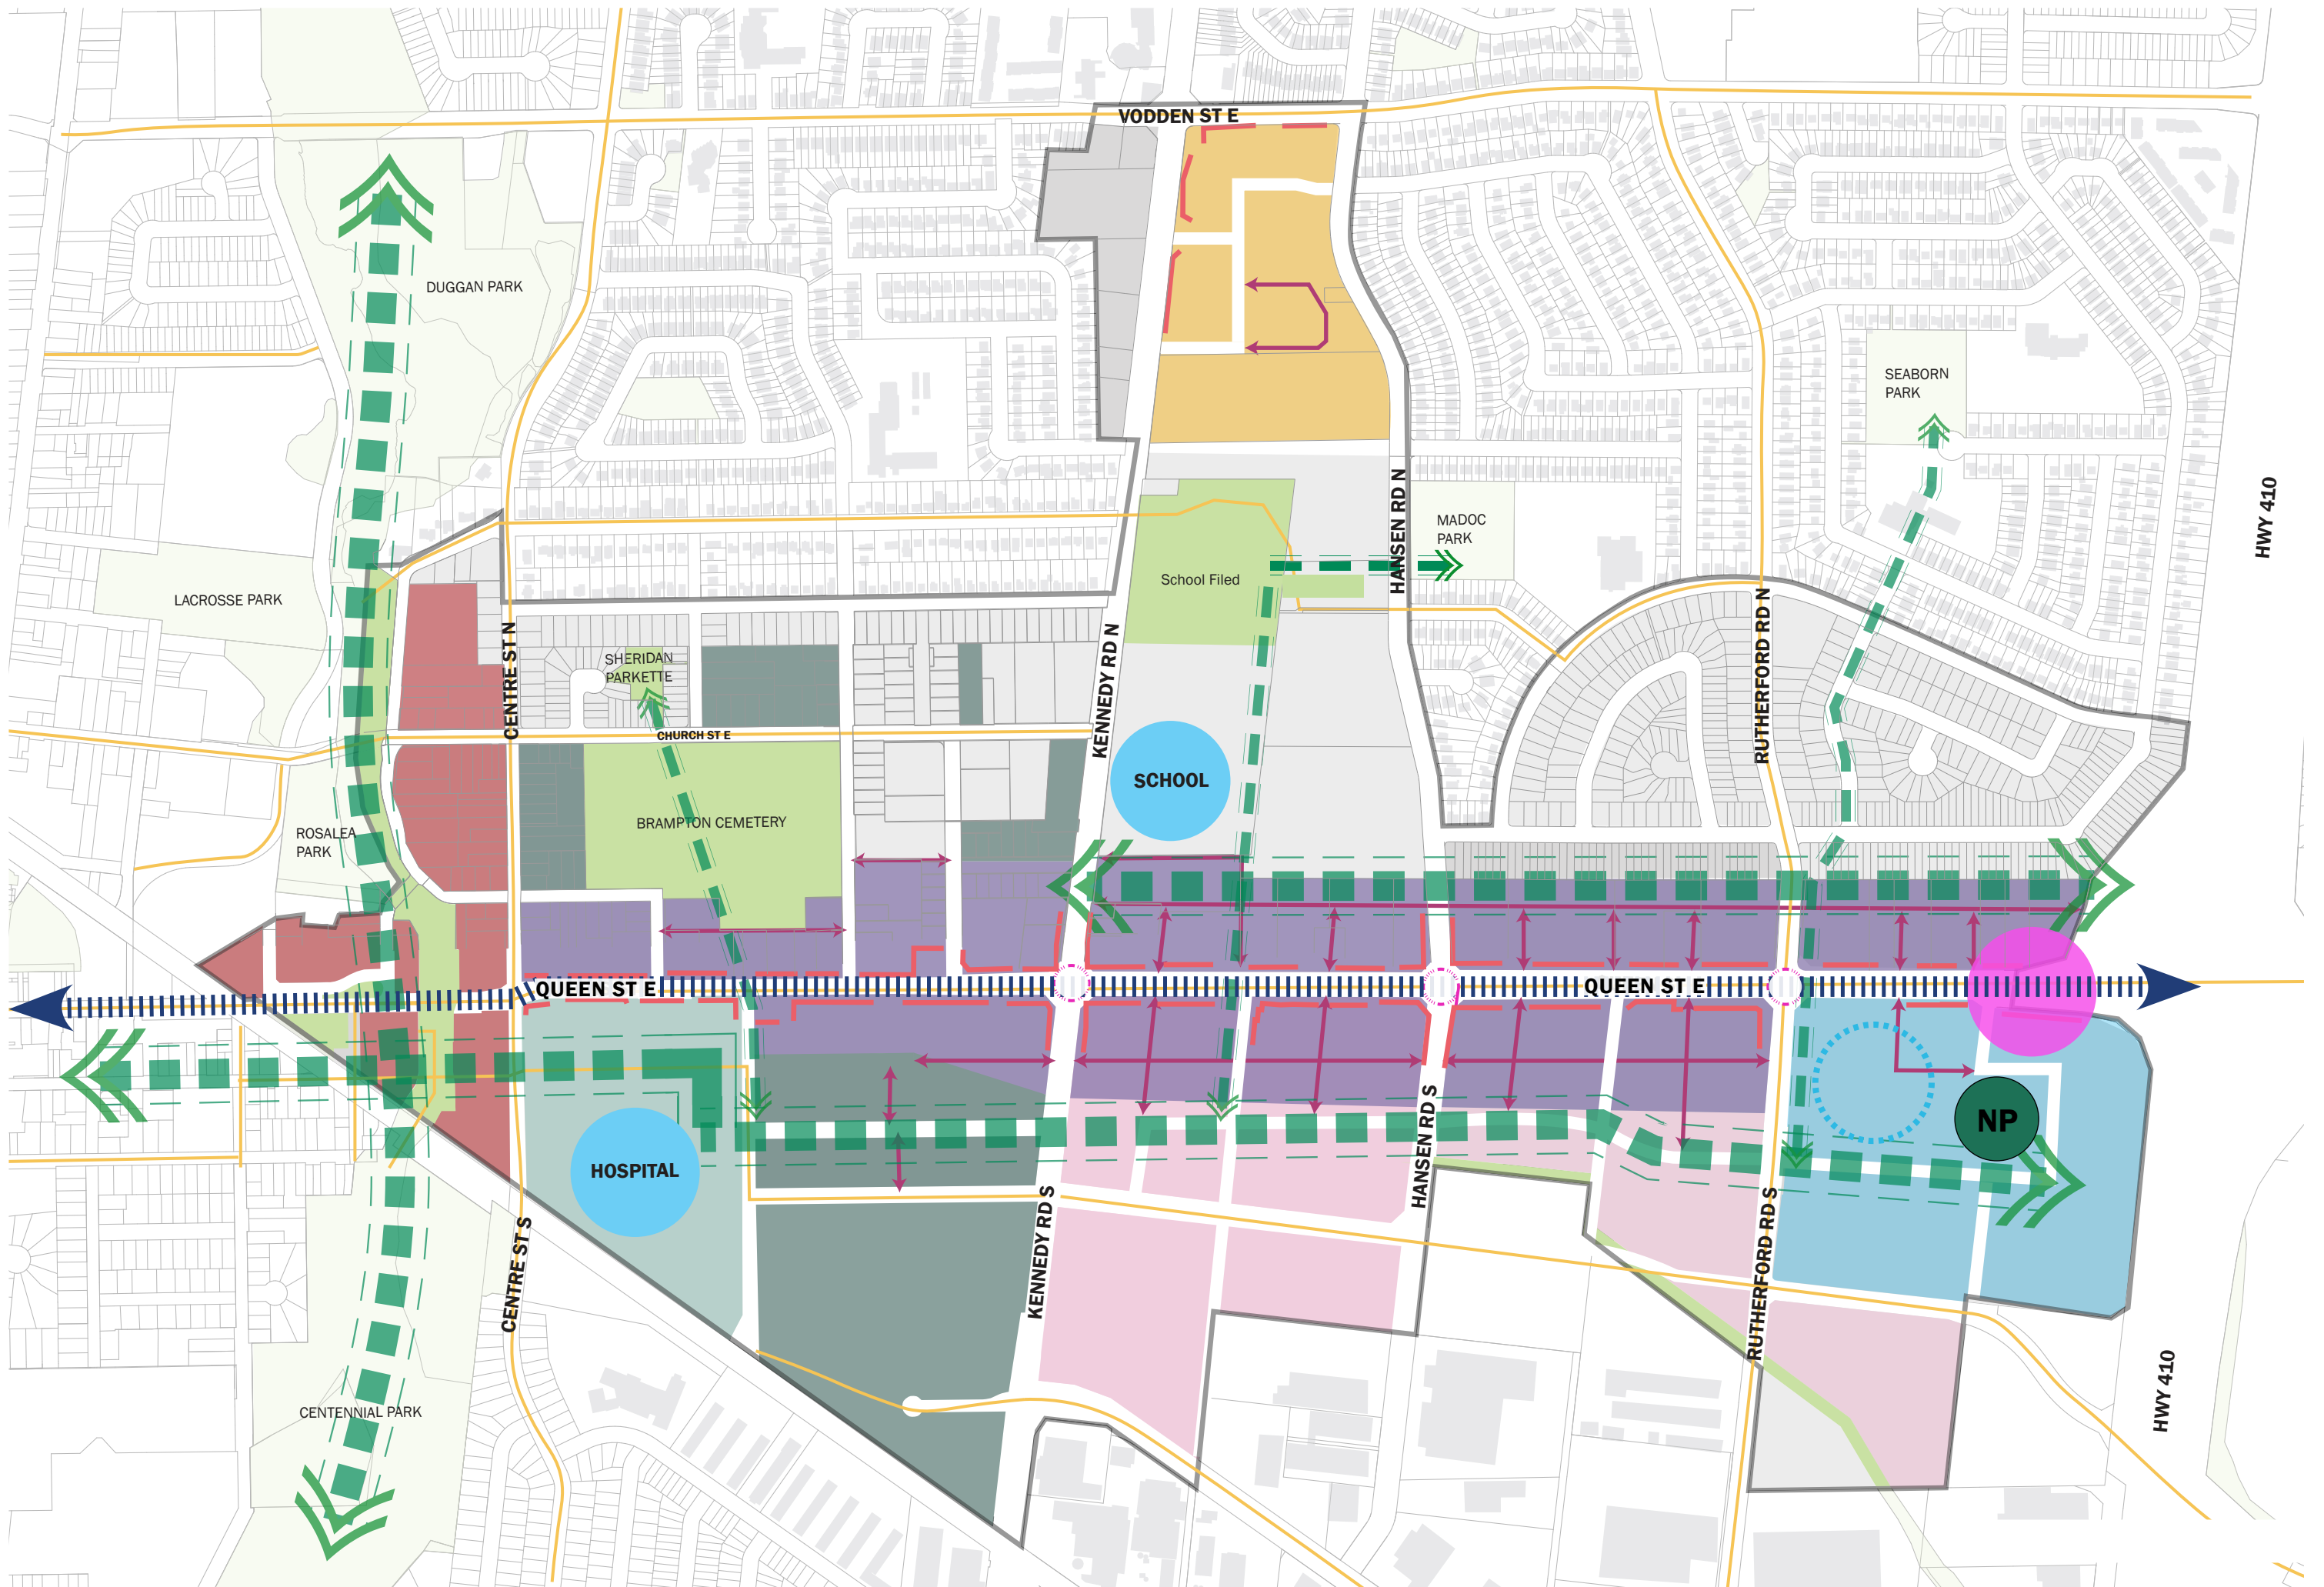 VODDEN ST E
DUGGAN PARK
SEABORN
PARK
HANSEN RD N
HWY 410
MADOC
PARK
School Filed
LACROSSE PARK
CENTRE ST N
SHERIDAN
PARKETTE
KENNEDY RD N
RUTHERFORD RD N
CHURCH ST E
SCHOOL
BRAMPTON CEMETERY
ROSALEA
PARK
QUEEN ST E
QUEEN ST E
NP
HOSPITAL
HANSEN RD S
KENNEDY RD S
CENTRE ST S
RUTHERFORD RD S
HWY 410
CENTENNIAL PARK